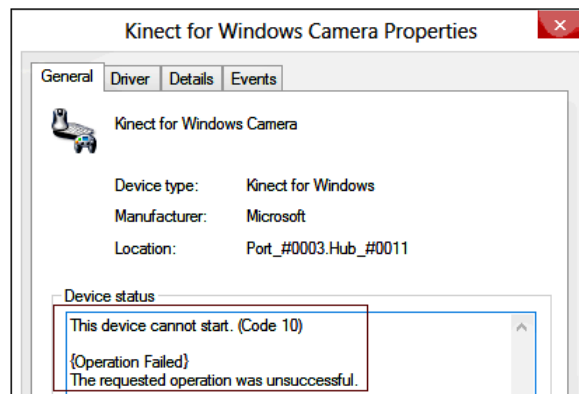 Kinect for Windows Camera Properties
General Driver Details Events
Kinect for Windows Camera
Device type: Kinect for Windows
Manufacturer: Microsoft
Location: Port_#0003.Hub_#0011
Device status
This device cannot start. (Code 10)
{Operation Failed}
The requested operation was unsuccessful.